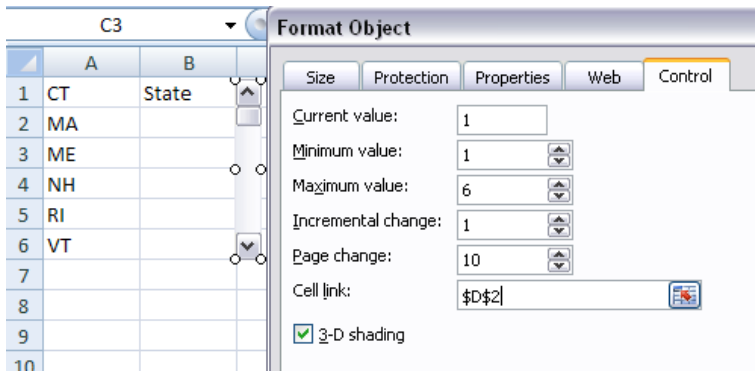 C3
Format Object
A B
Size Protection Properties Web Control
1 CT State
2 MA
3 ME
4 NH
5 RI
6 VT
7
8
9
10
Current value: 1
Minimum value: 1
Maximum value: 6
Incremental change: 1
Page change: 10
Cell link: $D$2
3-D shading